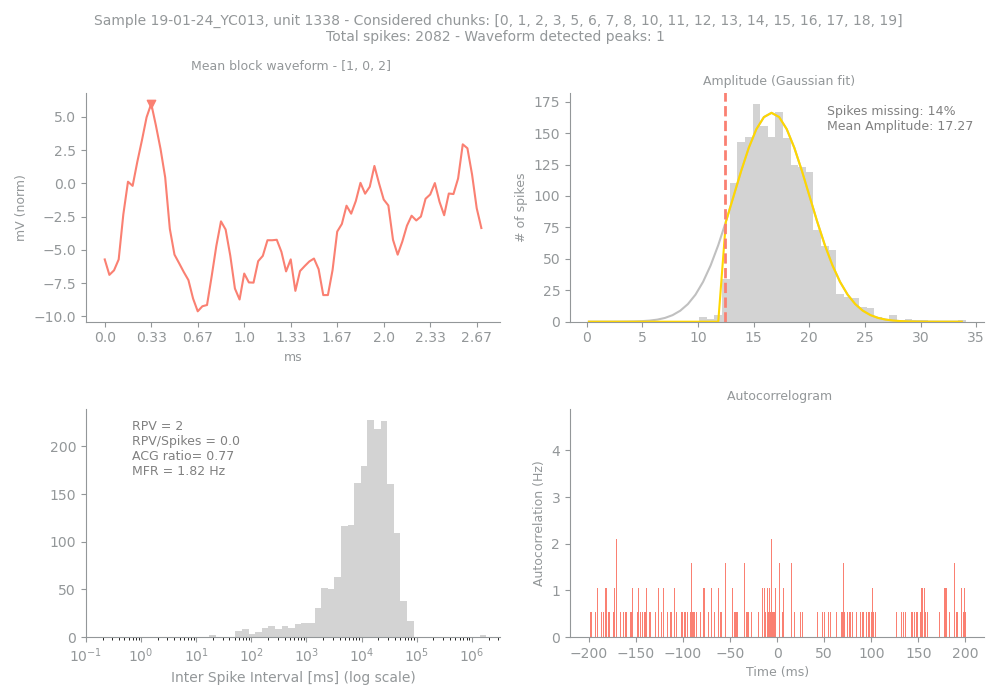 Sample 19-01-24_YC013, unit 1338 - Considered chunks: [0, 1, 2, 3, 5, 6, 7, 8, 10, 11, 12, 13, 14, 15, 16, 17, 18, 19]
Total spikes: 2082 - Waveform detected peaks: 1
Mean block waveform - [1, 0, 2]
5.0
2.5
0.0
−2.5
−5.0
−7.5
−10.0
mV (norm)
0.0 0.33 0.67 1.0 1.33 1.67 2.0 2.33 2.67
ms
Amplitude (Gaussian fit)
Spikes missing: 14%
Mean Amplitude: 17.27
175
150
125
100
75
50
25
0
# of spikes
0 5 10 15 20 25 30 35
RPV = 2
RPV/Spikes = 0.0
ACG ratio= 0.77
MFR = 1.82 Hz
200
150
100
50
0
10⁻¹ 10⁰ 10¹ 10² 10³ 10⁴ 10⁵ 10⁶
Inter Spike Interval [ms] (log scale)
Autocorrelogram
4
3
2
1
0
Autocorrelation (Hz)
−200 −150 −100 −50 0 50 100 150 200
Time (ms)